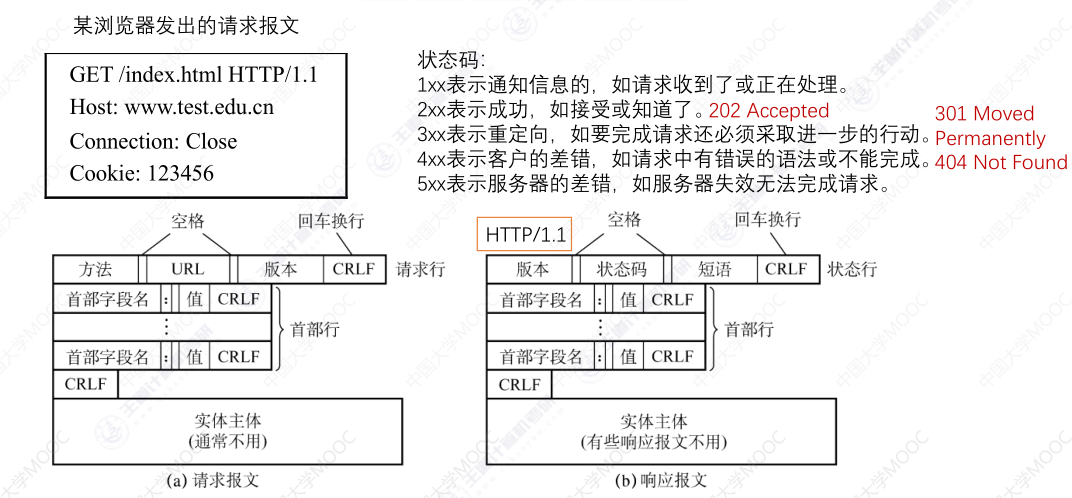 某浏览器发出的请求报文
GET /index.html HTTP/1.1
Host: www.test.edu.cn
Connection: Close
Cookie: 123456
状态码:
1xx表示通知信息的，如请求收到了或正在处理。
2xx表示成功，如接受或知道了。202 Accepted
3xx表示重定向，如要完成请求还必须采取进一步的行动。
301 Moved
Permanently
4xx表示客户的差错，如请求中有错误的语法或不能完成。
404 Not Found
5xx表示服务器的差错，如服务器失效无法完成请求。
空格 回车换行
方法 URL 版本 CRLF 请求行
首部字段名 : 值 CRLF
⋮ 首部行
首部字段名 : 值 CRLF
CRLF
实体主体
(通常不用)
(a) 请求报文
HTTP/1.1
空格 回车换行
版本 状态码 短语 CRLF 状态行
首部字段名 : 值 CRLF
⋮ 首部行
首部字段名 : 值 CRLF
CRLF
实体主体
(有些响应报文不用)
(b) 响应报文
中国大学MOOC